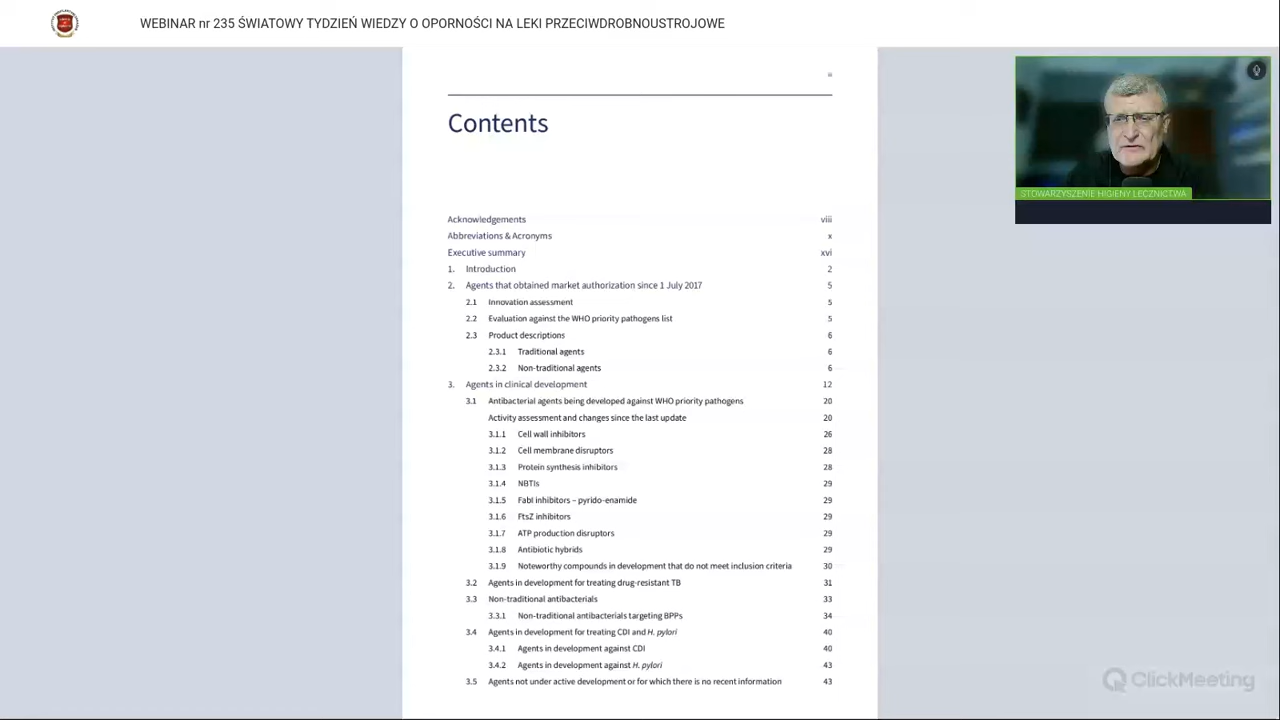 WEBINAR nr 235 ŚWIATOWY TYDZIEŃ WIEDZY O OPORNOŚCI NA LEKI PRZECIWDROBNOUSTROJOWE
STOWARZYSZENIE HIGIENY LECZNICTWA
Contents
Acknowledgements viii
Abbreviations & Acronyms x
Executive summary xvi
1. Introduction 2
2. Agents that obtained market authorization since 1 July 2017 5
2.1 Innovation assessment 5
2.2 Evaluation against the WHO priority pathogens list 5
2.3 Product descriptions 6
2.3.1 Traditional agents 6
2.3.2 Non-traditional agents 6
3. Agents in clinical development 12
3.1 Antibacterial agents being developed against WHO priority pathogens 20
Activity assessment and changes since the last update 20
3.1.1 Cell wall inhibitors 26
3.1.2 Cell membrane disruptors 28
3.1.3 Protein synthesis inhibitors 28
3.1.4 NBTIs 29
3.1.5 FabI inhibitors – pyrido-enamide 29
3.1.6 FtsZ inhibitors 29
3.1.7 ATP production disruptors 29
3.1.8 Antibiotic hybrids 29
3.1.9 Noteworthy compounds in development that do not meet inclusion criteria 30
3.2 Agents in development for treating drug-resistant TB 31
3.3 Non-traditional antibacterials 33
3.3.1 Non-traditional antibacterials targeting BPPs 34
3.4 Agents in development for treating CDI and H. pylori 40
3.4.1 Agents in development against CDI 40
3.4.2 Agents in development against H. pylori 43
3.5 Agents not under active development or for which there is no recent information 43
ClickMeeting